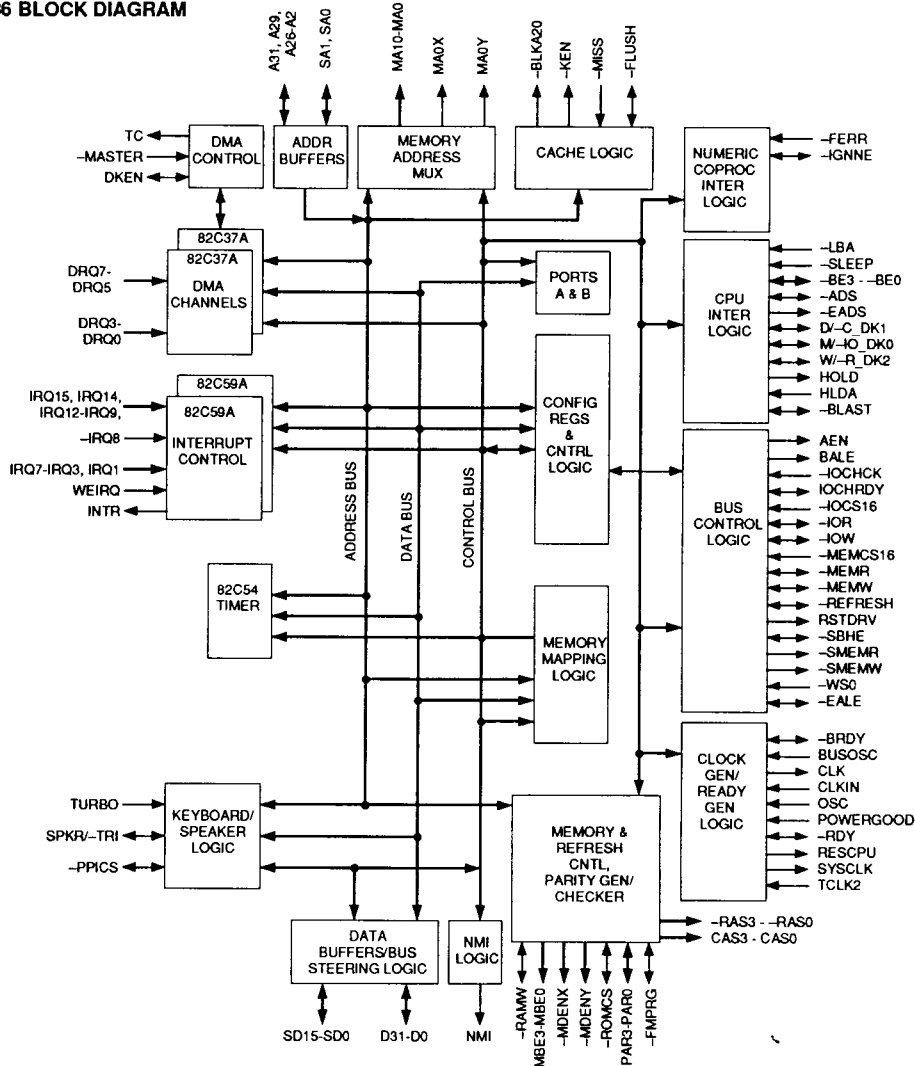 36 BLOCK DIAGRAM
A31, A29,
A26-A2
SA1, SA0
MA10-MA0
MA0X
MA0Y
–BLKA20
–KEN
–MISS
–FLUSH
TC
–MASTER
DKEN
DMA
CONTROL
ADDR
BUFFERS
MEMORY
ADDRESS
MUX
CACHE LOGIC
NUMERIC
COPROC
INTER
LOGIC
–FERR
–IGNNE
82C37A
82C37A
DMA
CHANNELS
DRQ7-
DRQ5
DRQ3-
DRQ0
PORTS
A & B
CPU
INTER
LOGIC
–LBA
–SLEEP
–BE3 - –BE0
–ADS
–EADS
D/–C_DK1
M/–IO_DK0
W/–R_DK2
HOLD
HLDA
–BLAST
82C59A
82C59A
INTERRUPT
CONTROL
IRQ15, IRQ14,
IRQ12-IRQ9,
–IRQ8
IRQ7-IRQ3, IRQ1
WEIRQ
INTR
CONFIG
REGS
&
CNTRL
LOGIC
ADDRESS BUS
DATA BUS
CONTROL BUS
BUS
CONTROL
LOGIC
AEN
BALE
–IOCHCK
IOCHRDY
–IOCS16
–IOR
–IOW
–MEMCS16
–MEMR
–MEMW
–REFRESH
RSTDRV
–SBHE
–SMEMR
–SMEMW
–WS0
–EALE
82C54
TIMER
MEMORY
MAPPING
LOGIC
CLOCK
GEN/
READY
GEN
LOGIC
–BRDY
BUSOSC
CLK
CLKIN
OSC
POWERGOOD
–RDY
RESCPU
SYSCLK
TCLK2
TURBO
SPKR/–TRI
–PPICS
KEYBOARD/
SPEAKER
LOGIC
MEMORY &
REFRESH
CNTL,
PARITY GEN/
CHECKER
–RAS3 - –RAS0
CAS3 - CAS0
DATA
BUFFERS/BUS
STEERING LOGIC
NMI
LOGIC
SD15-SD0
D31-D0
NMI
–RAMW
MBE3-MBE0
–MDENX
–MDENY
–ROMCS
PAR3-PAR0
–FMPRG